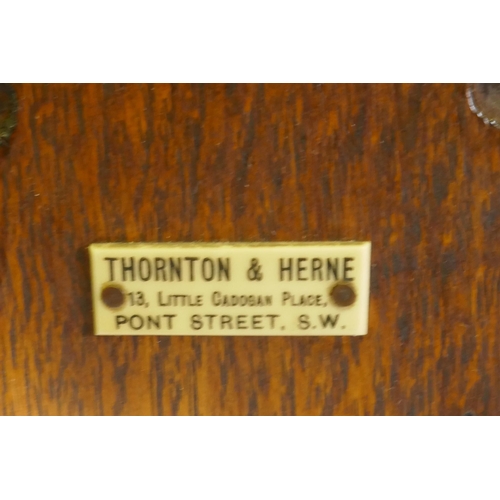 THORNTON & HERNE
13, LITTLE CADOGAN PLACE,
PONT STREET, S.W.